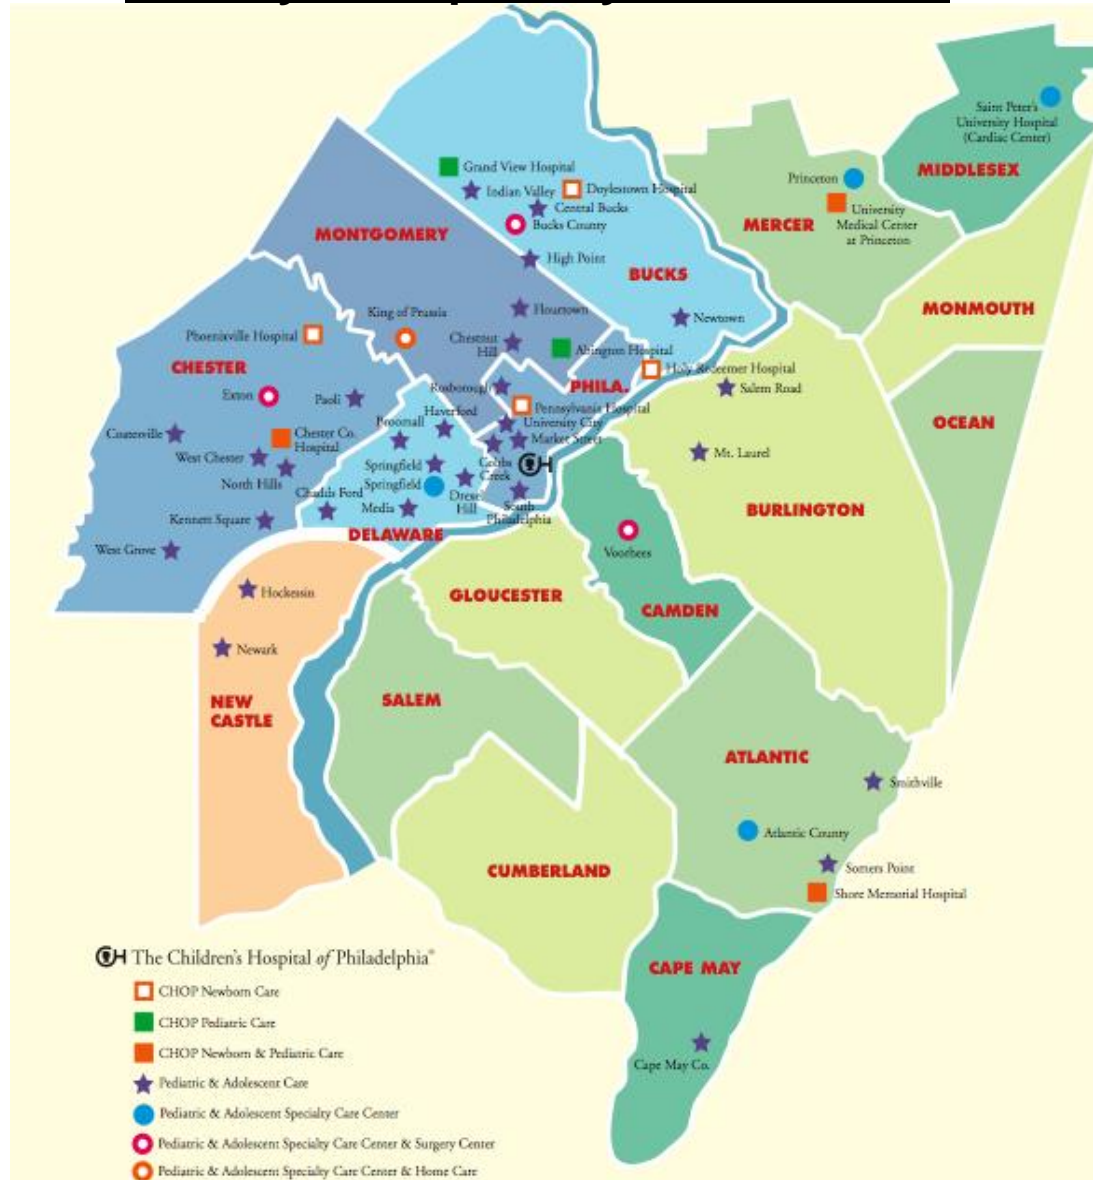 Saint Peter's
University Hospital
(Cardiac Center)
MIDDLESEX
Grand View Hospital
Indian Valley
Doylestown Hospital
Central Bucks
Bucks County
Princeton
University
Medical Center
at Princeton
MERCER
MONTGOMERY
High Point
BUCKS
MONMOUTH
King of Prussia
Hourtown
Newtown
Phoenixville Hospital
Chestnut
Hill
Abington Hospital
CHESTER
Holy Redeemer Hospital
Exton
Paoli
Roxborough
PHILA.
Salem Road
Haverford
Pennsylvania Hospital
Broomall
University City
Market Street
OCEAN
Coatesville
Chester Co.
Hospital
West Chester
North Hills
Springfield
Springfield
Cobbs
Creek
CH
Mt. Laurel
Chadds Ford
Media
Drexel
Hill
South
Philadelphia
BURLINGTON
Kennett Square
DELAWARE
West Grove
Voorhees
Hockessin
GLOUCESTER
CAMDEN
Newark
NEW
CASTLE
SALEM
ATLANTIC
Smithville
Atlantic County
CUMBERLAND
Somers Point
Shore Memorial Hospital
CAPE MAY
Cape May Co.
CH The Children's Hospital of Philadelphia®
CHOP Newborn Care
CHOP Pediatric Care
CHOP Newborn & Pediatric Care
Pediatric & Adolescent Care
Pediatric & Adolescent Specialty Care Center
Pediatric & Adolescent Specialty Care Center & Surgery Center
Pediatric & Adolescent Specialty Care Center & Home Care